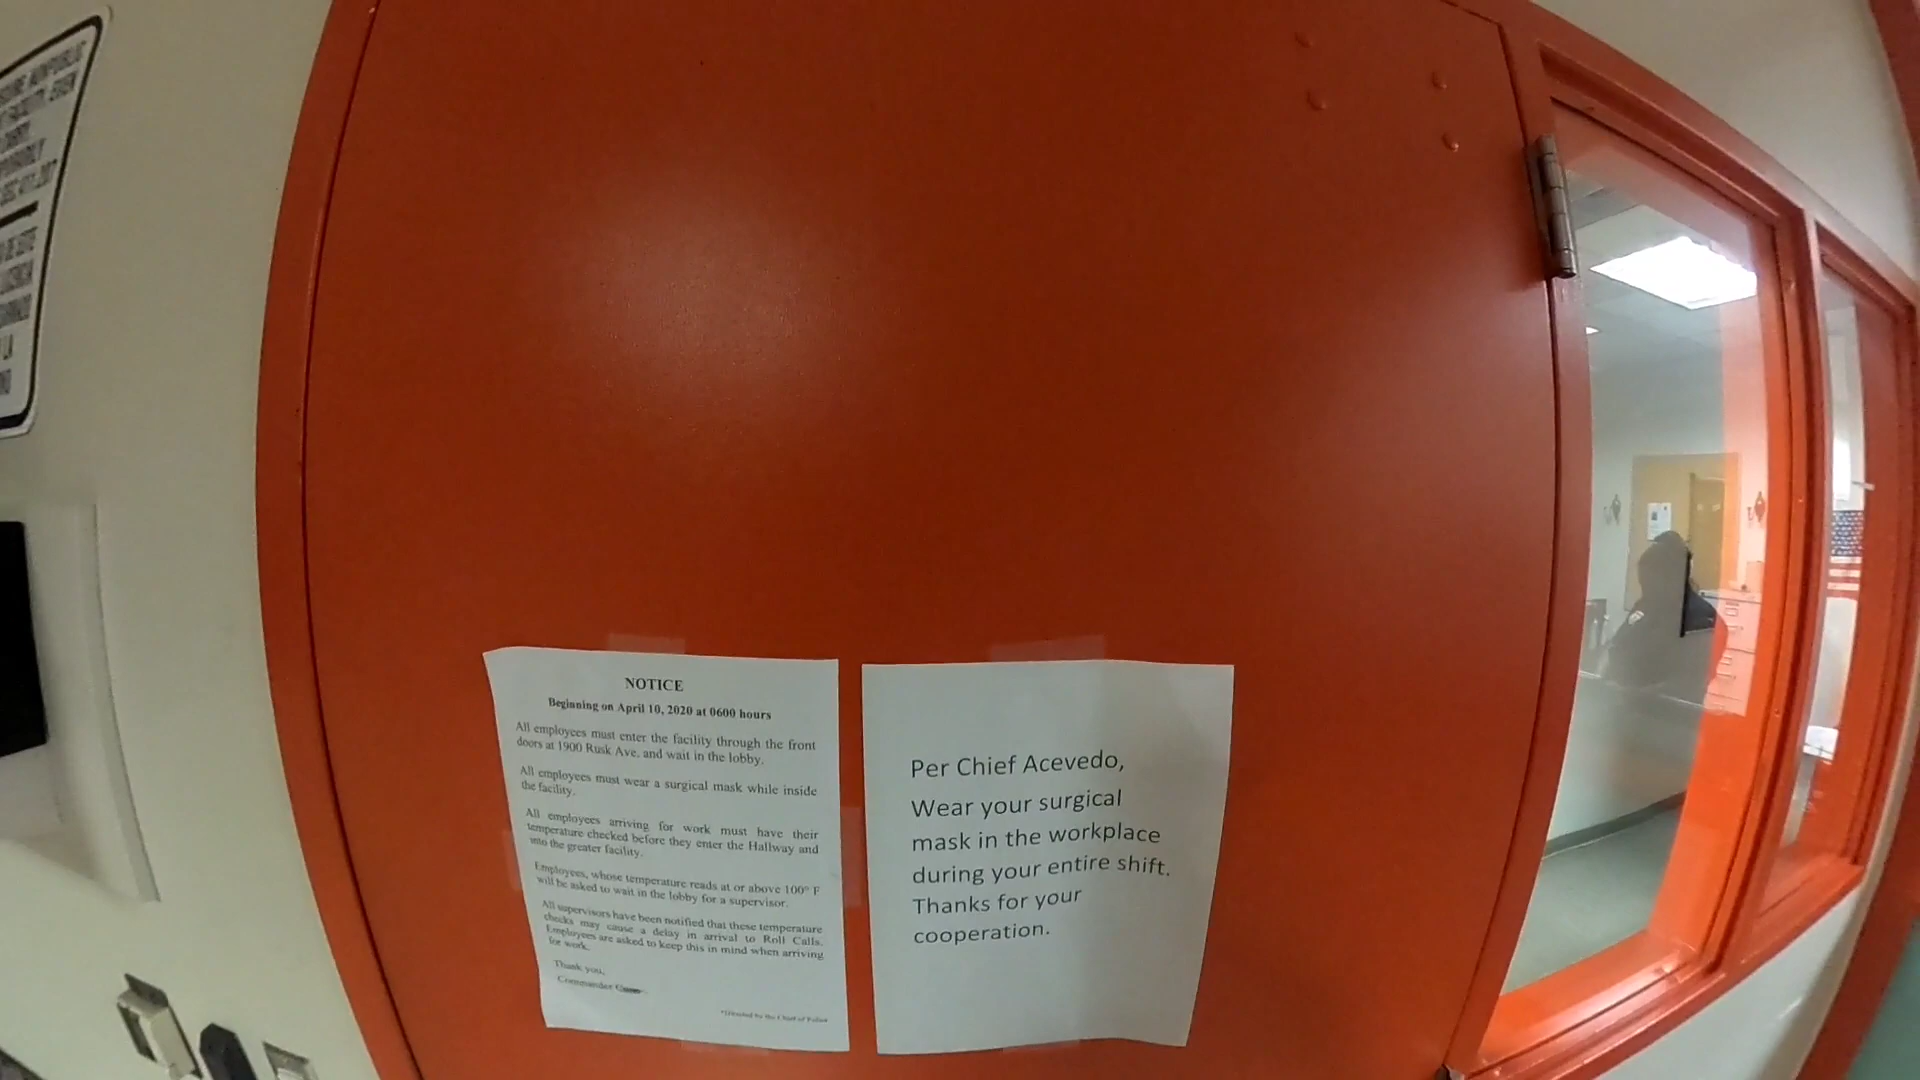 NOTICE
Beginning on April 10, 2020 at 0600 hours
All employees must enter the facility through the front
doors at 1900 Rusk Ave. and wait in the lobby.
All employees must wear a surgical mask while inside
the facility.
All employees arriving for work must have their
temperature checked before they enter the Hallway and
into the greater facility.
Employees, whose temperature reads at or above 100° F
will be asked to wait in the lobby for a supervisor.
All supervisors have been notified that these temperature
checks may cause a delay in arrival to Roll Calls.
Employees are asked to keep this in mind when arriving
for work.
Thank you,
Commander
Per Chief Acevedo,
Wear your surgical
mask in the workplace
during your entire shift.
Thanks for your
cooperation.